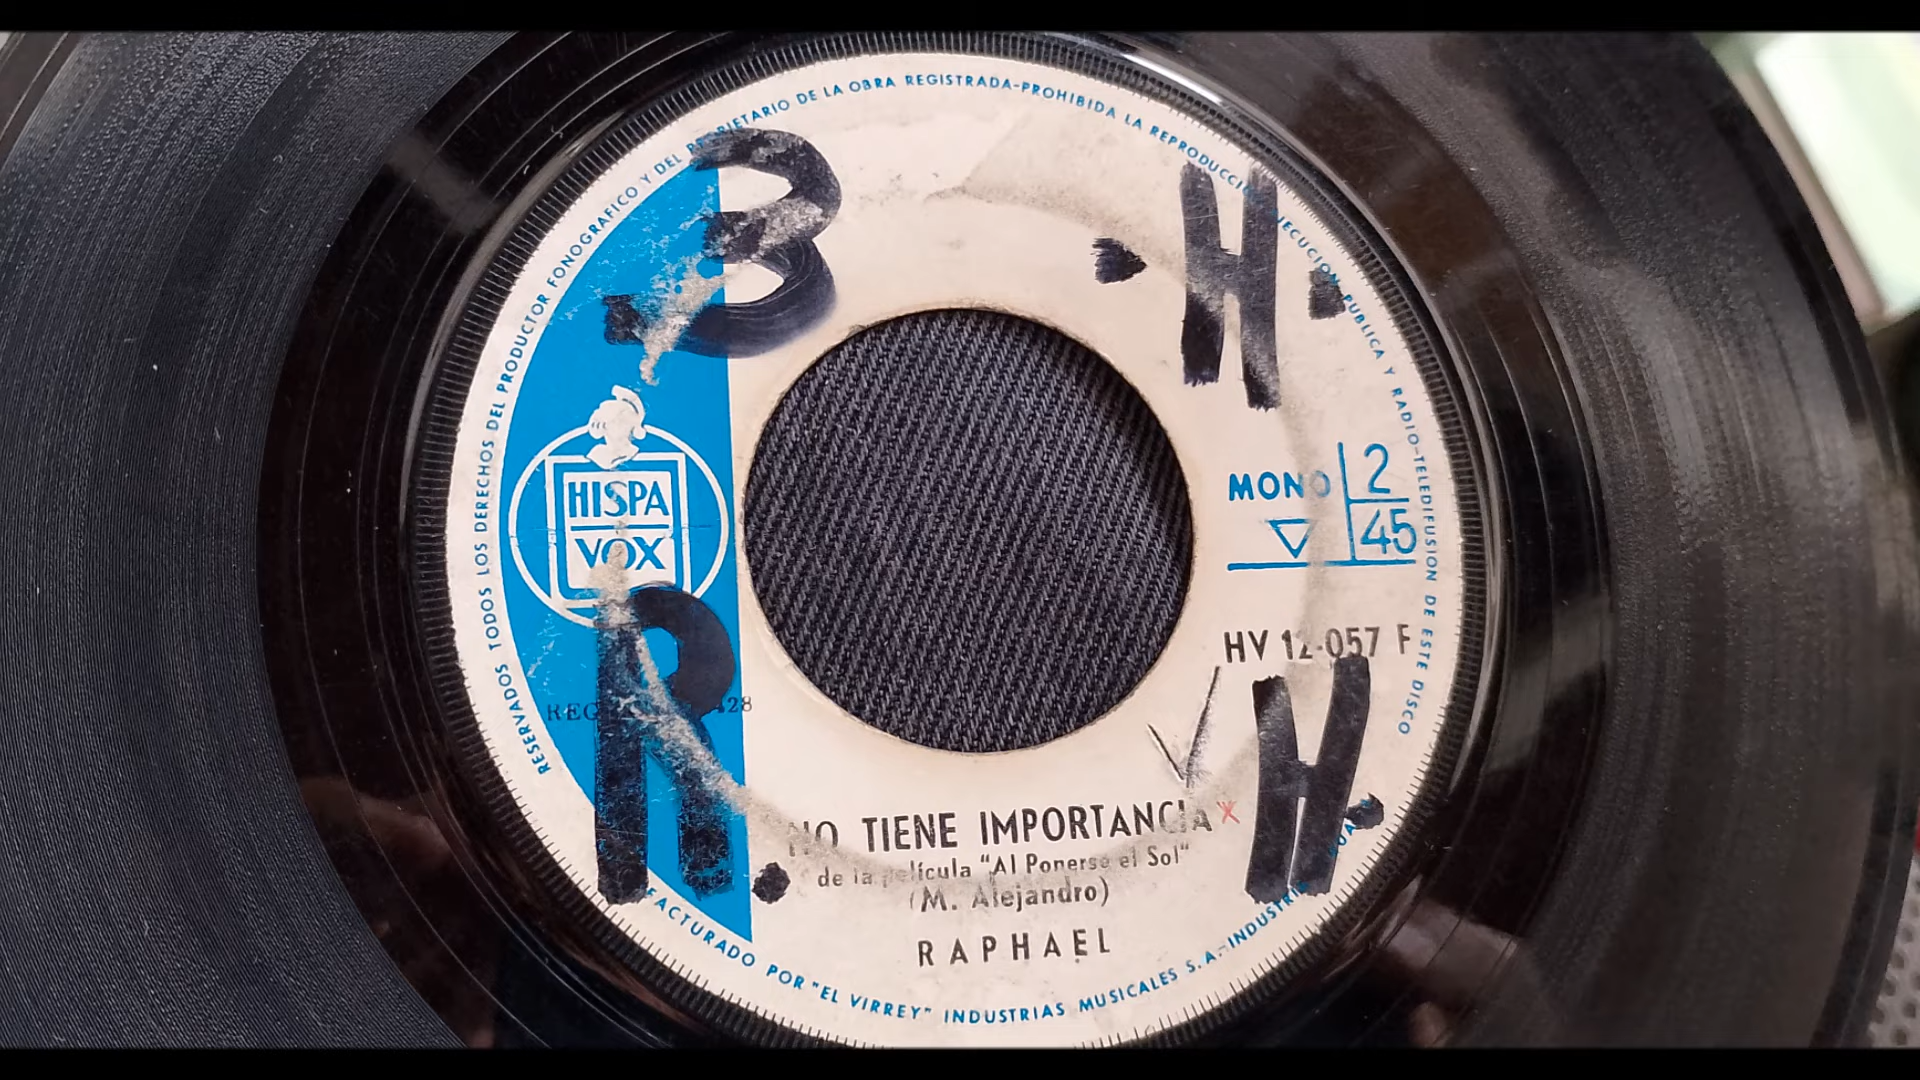 RESERVADOS TODOS LOS DERECHOS DEL PRODUCTOR FONOGRAFICO Y DEL PROPIETARIO DE LA OBRA REGISTRADA-PROHIBIDA LA REPRODUCCION EJECUCION PUBLICA Y RADIO-TELEDIFUSION DE ESTE DISCO
B
. H .
HISPA
VOX
MONO 2
45
HV 12-057 F
R.
H.
NO TIENE IMPORTANCIA
de la película "Al Ponerse el Sol"
(M. Alejandro)
RAPHAEL
FACTURADO POR "EL VIRREY" INDUSTRIAS MUSICALES S.A.-INDUSTRIA